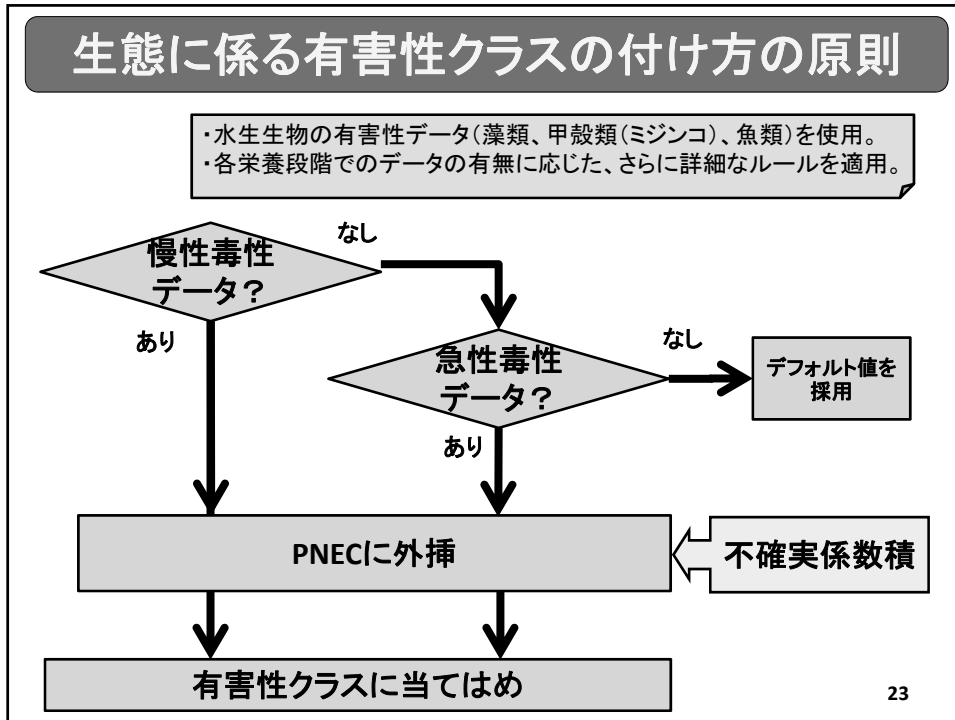 生態に係る有害性クラスの付け方の原則
・水生生物の有害性データ（藻類、甲殻類（ミジンコ）、魚類）を使用。
・各栄養段階でのデータの有無に応じた、さらに詳細なルールを適用。
慢性毒性
データ？
なし
あり
急性毒性
データ？
なし
デフォルト値を
採用
あり
PNECに外挿
不確実係数積
有害性クラスに当てはめ
23